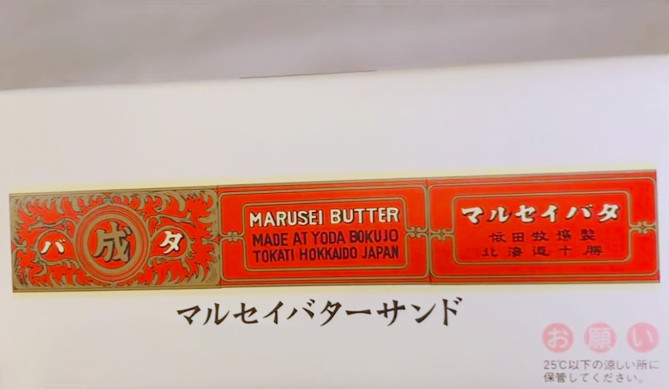 バ 成 タ
MARUSEI BUTTER
MADE AT YODA BOKUJO
TOKATI HOKKAIDO JAPAN
マルセイバタ
依田牧場製
北海道十勝
マルセイバターサンド
お願い
25℃以下の涼しい所に
保管してください。